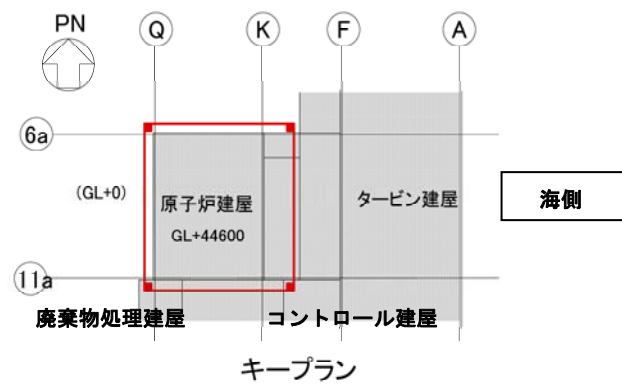 PN
Q
K
F
A
6a
(GL+0)
原子炉建屋
GL+44600
タービン建屋
海側
11a
廃棄物処理建屋
コントロール建屋
キープラン